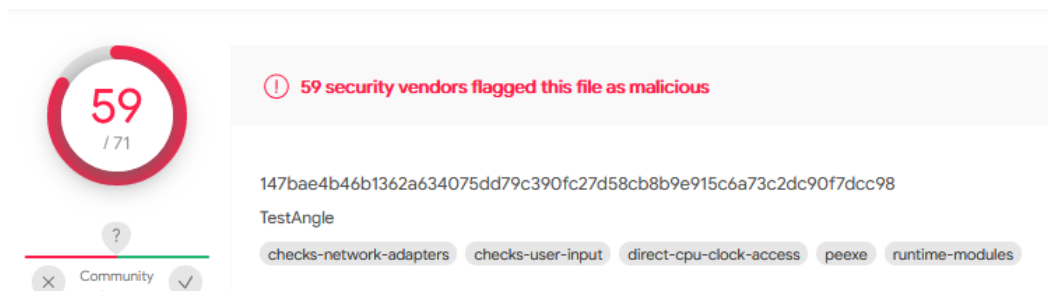 59
/ 71
59 security vendors flagged this file as malicious
147bae4b46b1362a634075dd79c390fc27d58cb8b9e915c6a73c2dc90f7dcc98
TestAngle
checks-network-adapters checks-user-input direct-cpu-clock-access peexe runtime-modules
?
Community